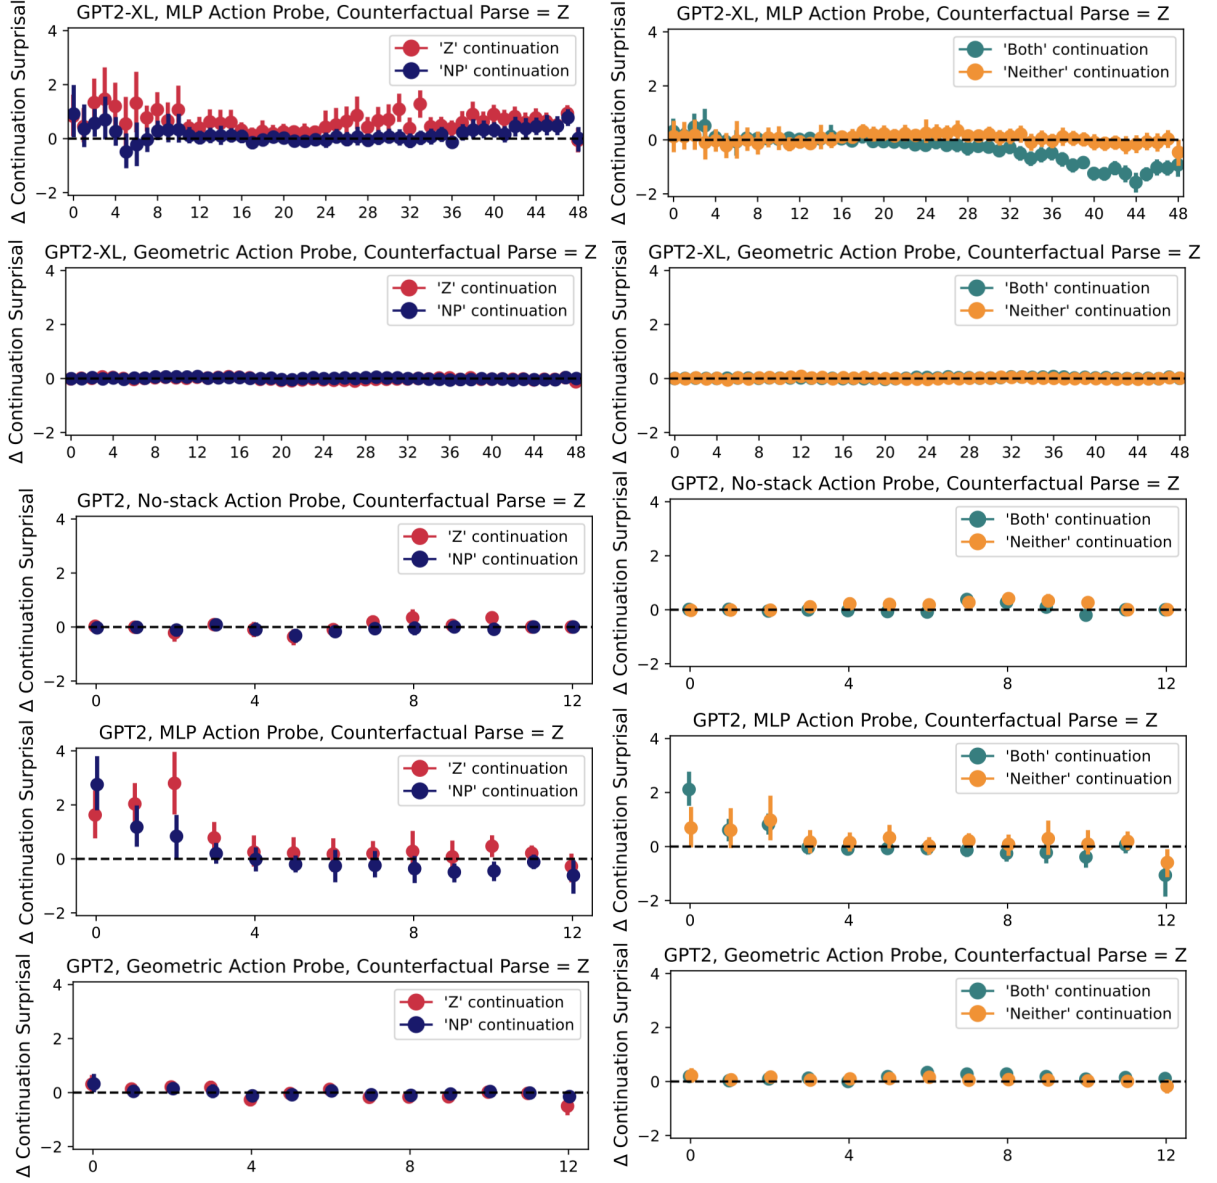 GPT2-XL, MLP Action Probe, Counterfactual Parse = Z
Δ Continuation Surprisal
4
2
0
−2
'Z' continuation
'NP' continuation
0 4 8 12 16 20 24 28 32 36 40 44 48
GPT2-XL, MLP Action Probe, Counterfactual Parse = Z
Δ Continuation Surprisal
4
2
0
−2
'Both' continuation
'Neither' continuation
0 4 8 12 16 20 24 28 32 36 40 44 48
GPT2-XL, Geometric Action Probe, Counterfactual Parse = Z
Δ Continuation Surprisal
4
2
0
−2
'Z' continuation
'NP' continuation
0 4 8 12 16 20 24 28 32 36 40 44 48
GPT2-XL, Geometric Action Probe, Counterfactual Parse = Z
Δ Continuation Surprisal
4
2
0
−2
'Both' continuation
'Neither' continuation
0 4 8 12 16 20 24 28 32 36 40 44 48
GPT2, No-stack Action Probe, Counterfactual Parse = Z
Δ Continuation Surprisal
4
2
0
−2
'Z' continuation
'NP' continuation
0 4 8 12
GPT2, No-stack Action Probe, Counterfactual Parse = Z
Δ Continuation Surprisal
4
2
0
−2
'Both' continuation
'Neither' continuation
0 4 8 12
GPT2, MLP Action Probe, Counterfactual Parse = Z
Δ Continuation Surprisal
4
2
0
−2
'Z' continuation
'NP' continuation
0 4 8 12
GPT2, MLP Action Probe, Counterfactual Parse = Z
Δ Continuation Surprisal
4
2
0
−2
'Both' continuation
'Neither' continuation
0 4 8 12
GPT2, Geometric Action Probe, Counterfactual Parse = Z
Δ Continuation Surprisal
4
2
0
−2
'Z' continuation
'NP' continuation
0 4 8 12
GPT2, Geometric Action Probe, Counterfactual Parse = Z
Δ Continuation Surprisal
4
2
0
−2
'Both' continuation
'Neither' continuation
0 4 8 12